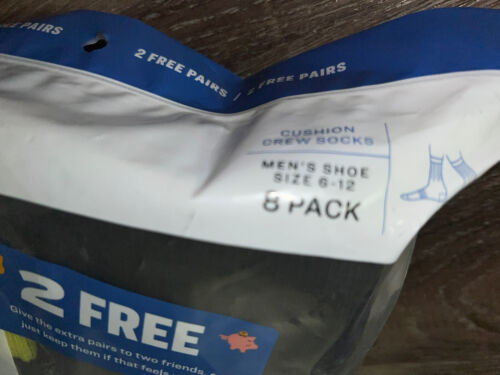 PAIRS
2 FREE PAIRS / 2 FREE PAIRS
CUSHION
CREW SOCKS
MEN'S SHOE
SIZE 6-12
8 PACK
2 FREE
Give the extra pairs to two friends,
just keep them if that feels